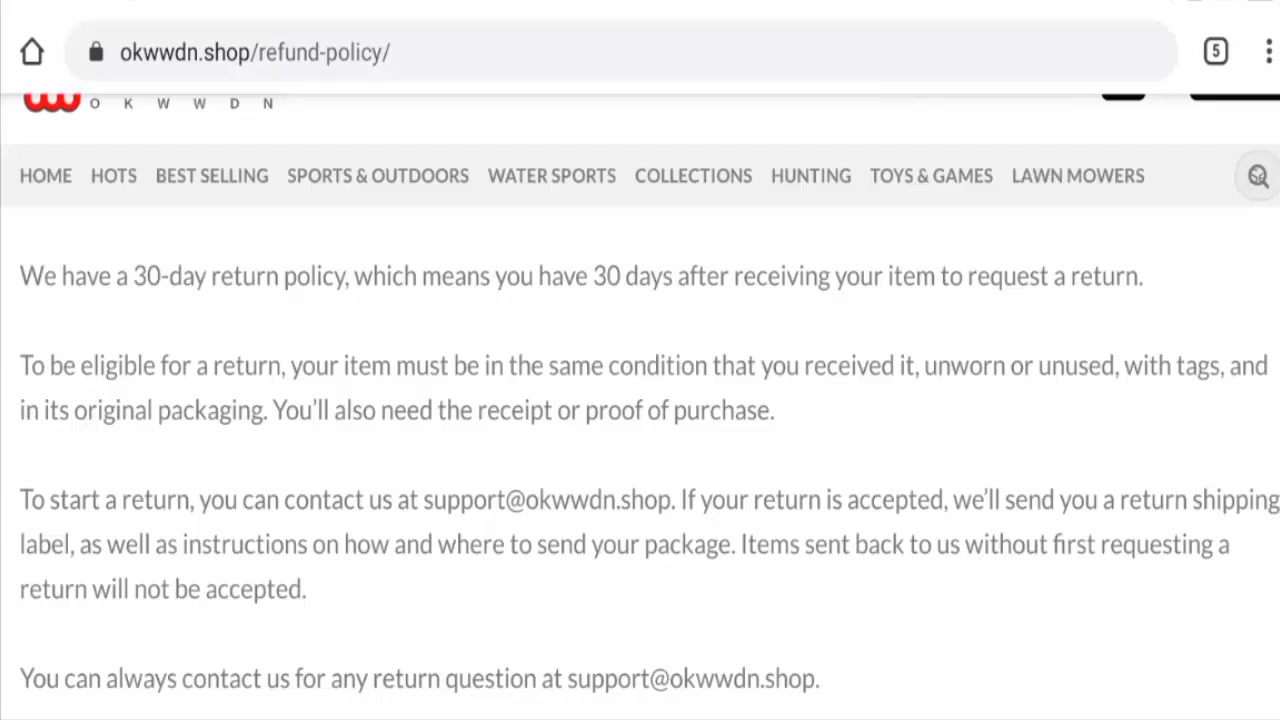 okwwdn.shop/refund-policy/
5
O K W W D N
HOME HOTS BEST SELLING SPORTS & OUTDOORS WATER SPORTS COLLECTIONS HUNTING TOYS & GAMES LAWN MOWERS
We have a 30-day return policy, which means you have 30 days after receiving your item to request a return.
To be eligible for a return, your item must be in the same condition that you received it, unworn or unused, with tags, and
in its original packaging. You’ll also need the receipt or proof of purchase.
To start a return, you can contact us at support@okwwdn.shop. If your return is accepted, we’ll send you a return shipping
label, as well as instructions on how and where to send your package. Items sent back to us without first requesting a
return will not be accepted.
You can always contact us for any return question at support@okwwdn.shop.